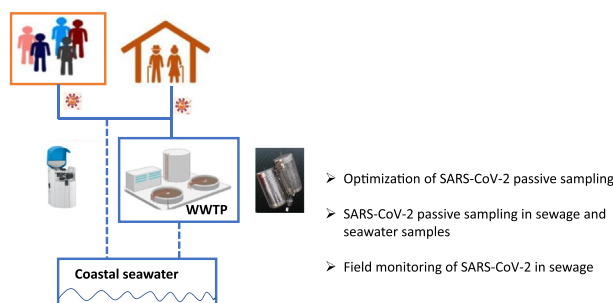 WWTP
Coastal seawater
➢ Optimization of SARS-CoV-2 passive sampling
➢ SARS-CoV-2 passive sampling in sewage and
seawater samples
➢ Field monitoring of SARS-CoV-2 in sewage